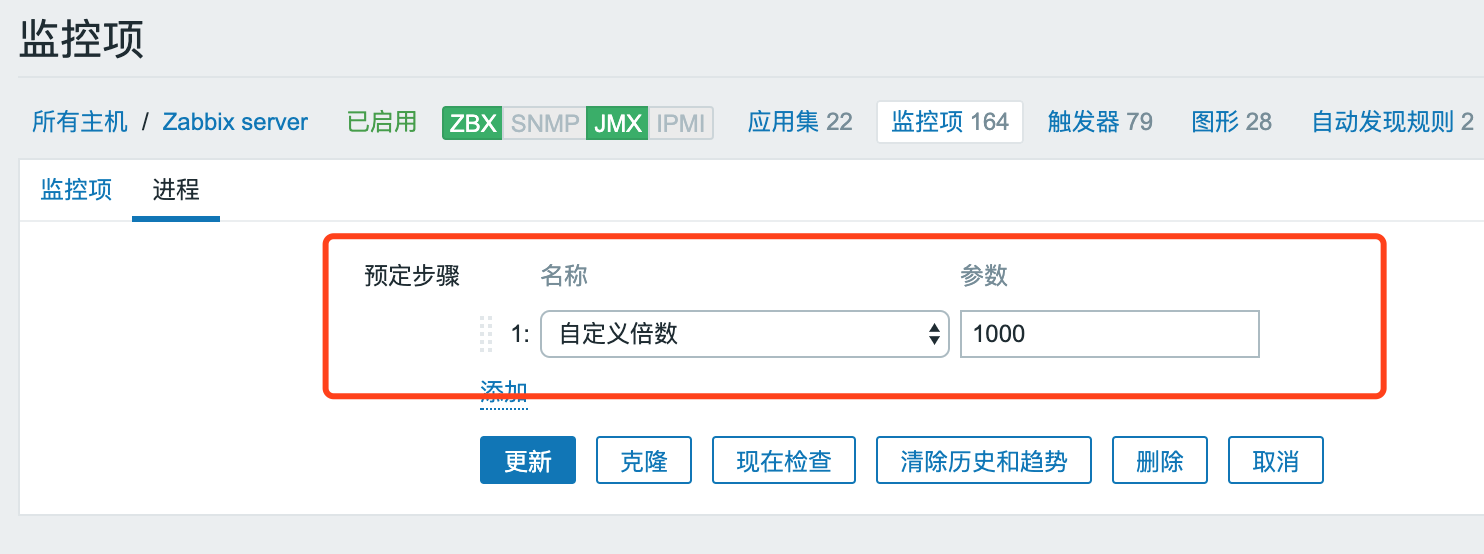 监控项
所有主机 / Zabbix server 已启用 ZBX SNMP JMX IPMI 应用集 22 监控项 164 触发器 79 图形 28 自动发现规则 2
监控项 进程
预定步骤 名称 参数
1: 自定义倍数 1000
添加
更新 克隆 现在检查 清除历史和趋势 删除 取消